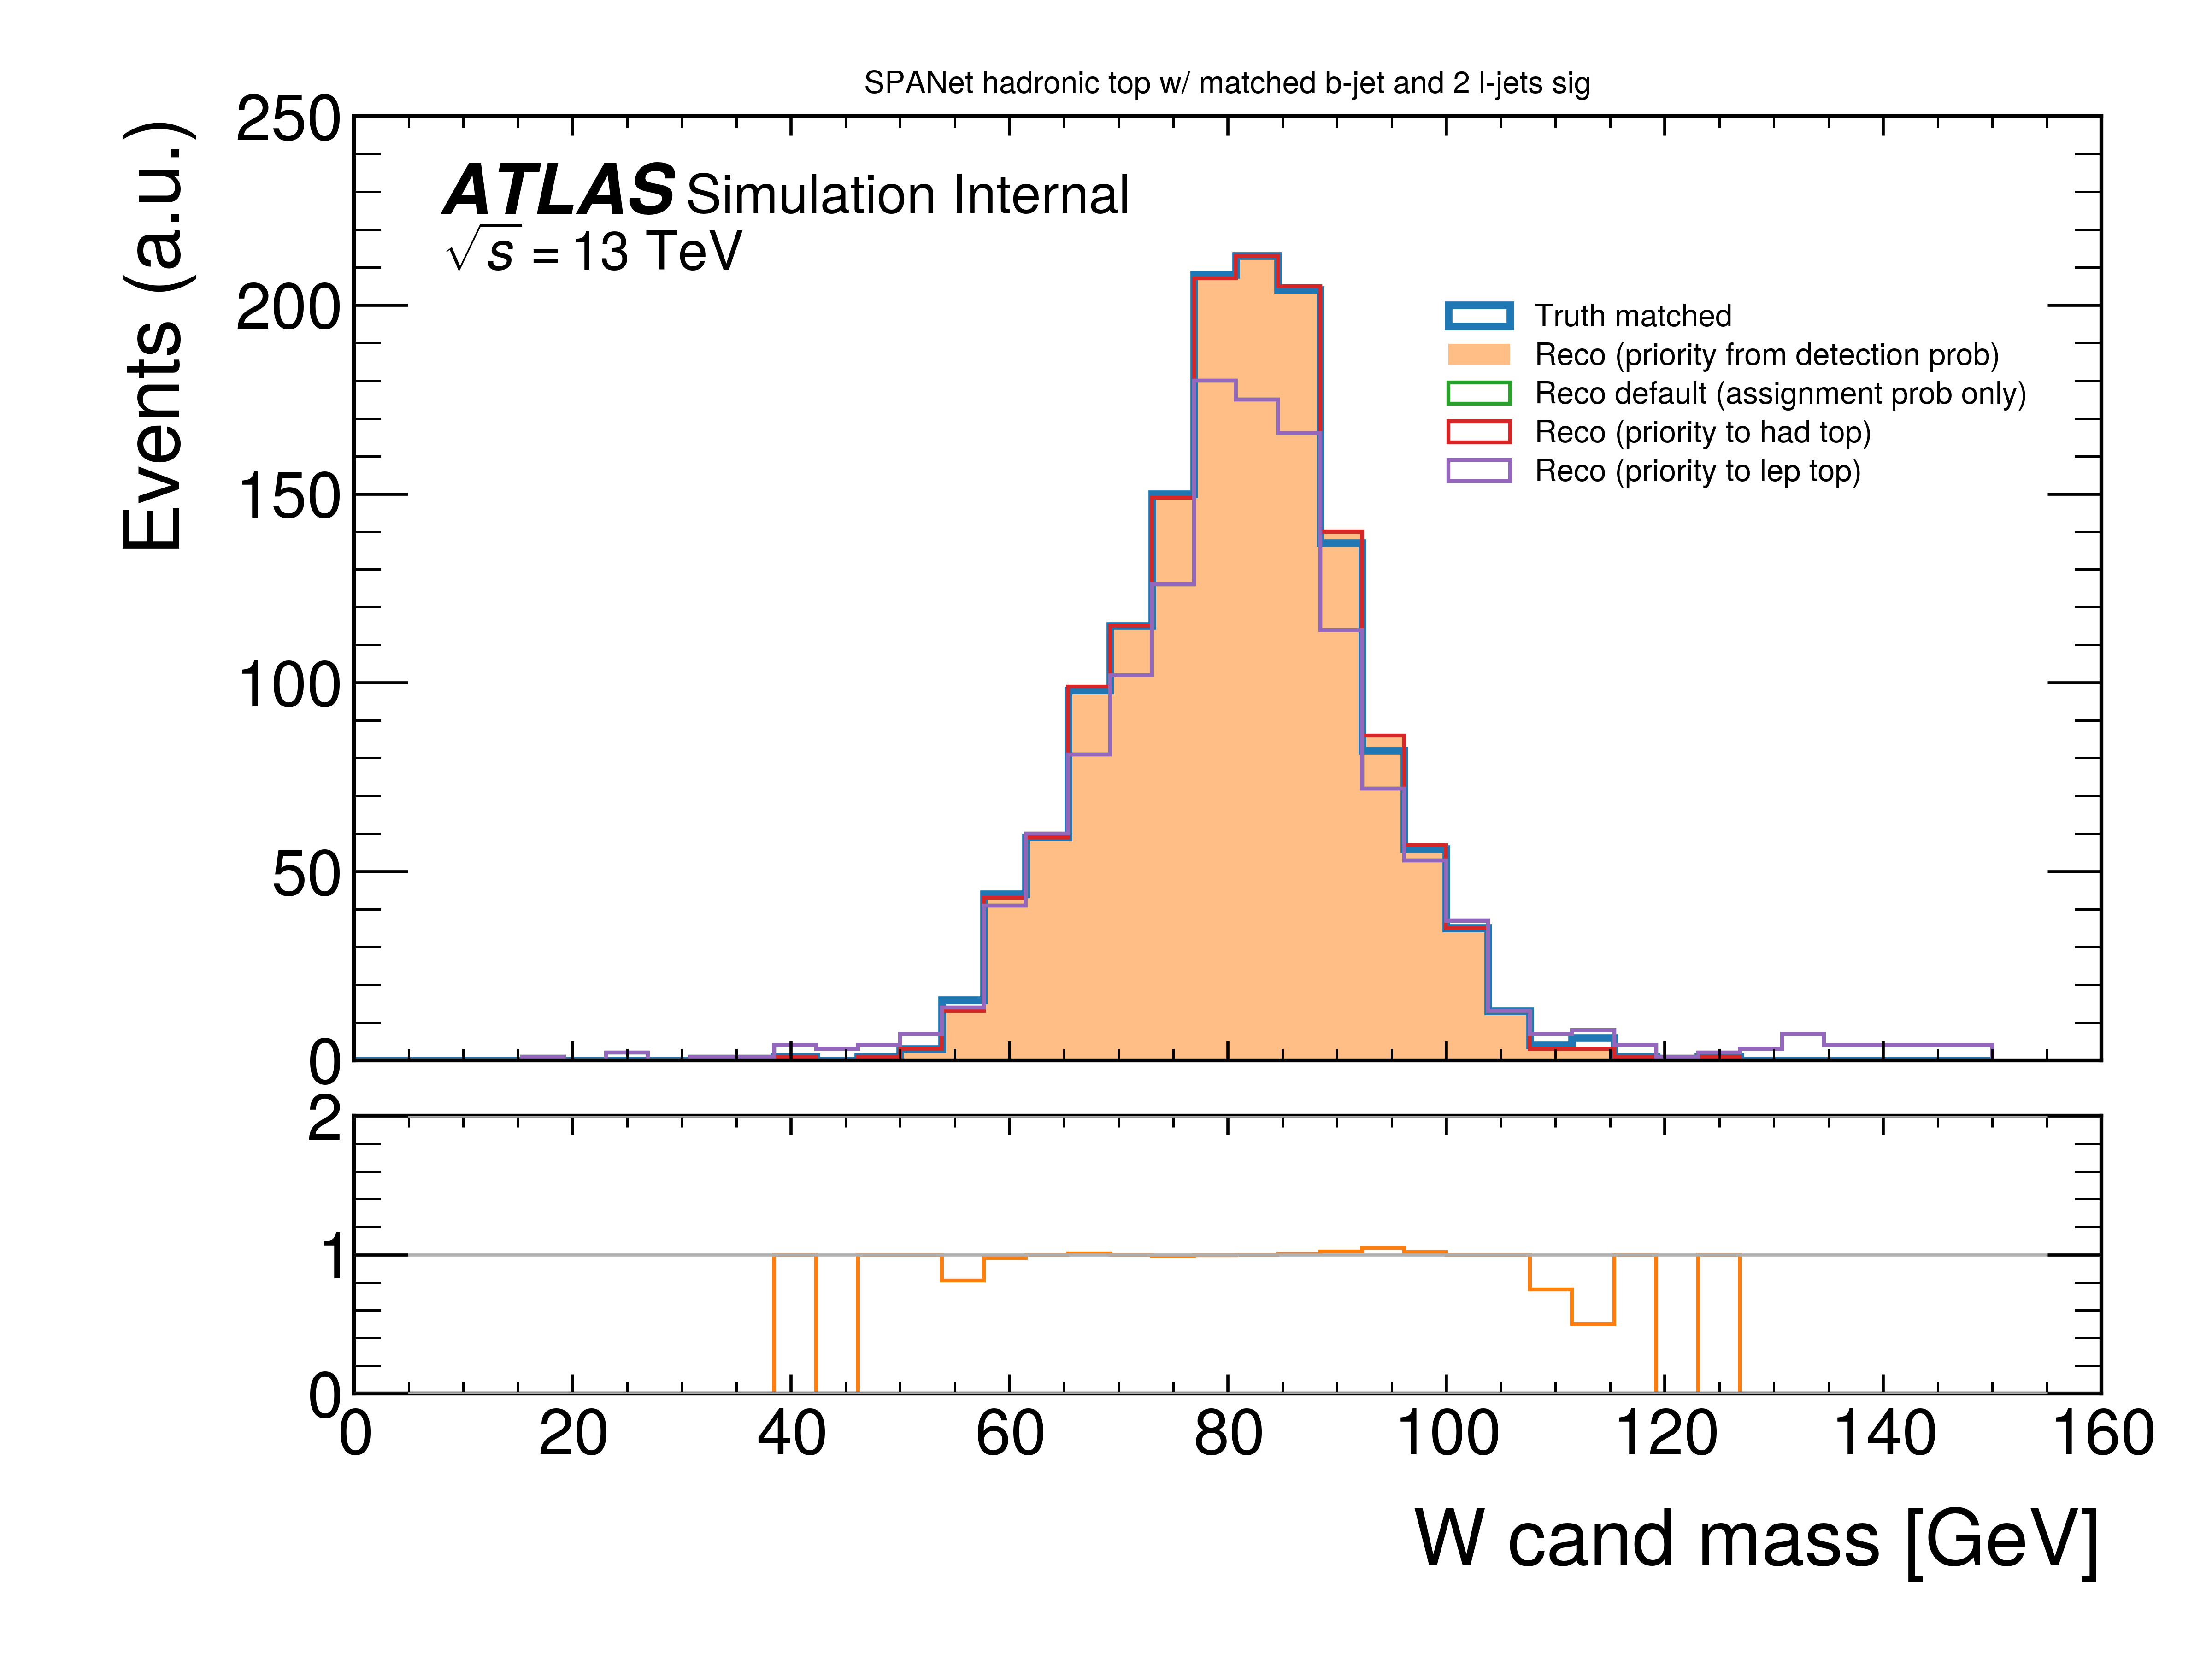 SPANet hadronic top w/ matched b-jet and 2 l-jets sig
Events (a.u.)
250
200
150
100
50
0
ATLAS Simulation Internal
√s = 13 TeV
Truth matched
Reco (priority from detection prob)
Reco default (assignment prob only)
Reco (priority to had top)
Reco (priority to lep top)
2
1
0
0 20 40 60 80 100 120 140 160
W cand mass [GeV]